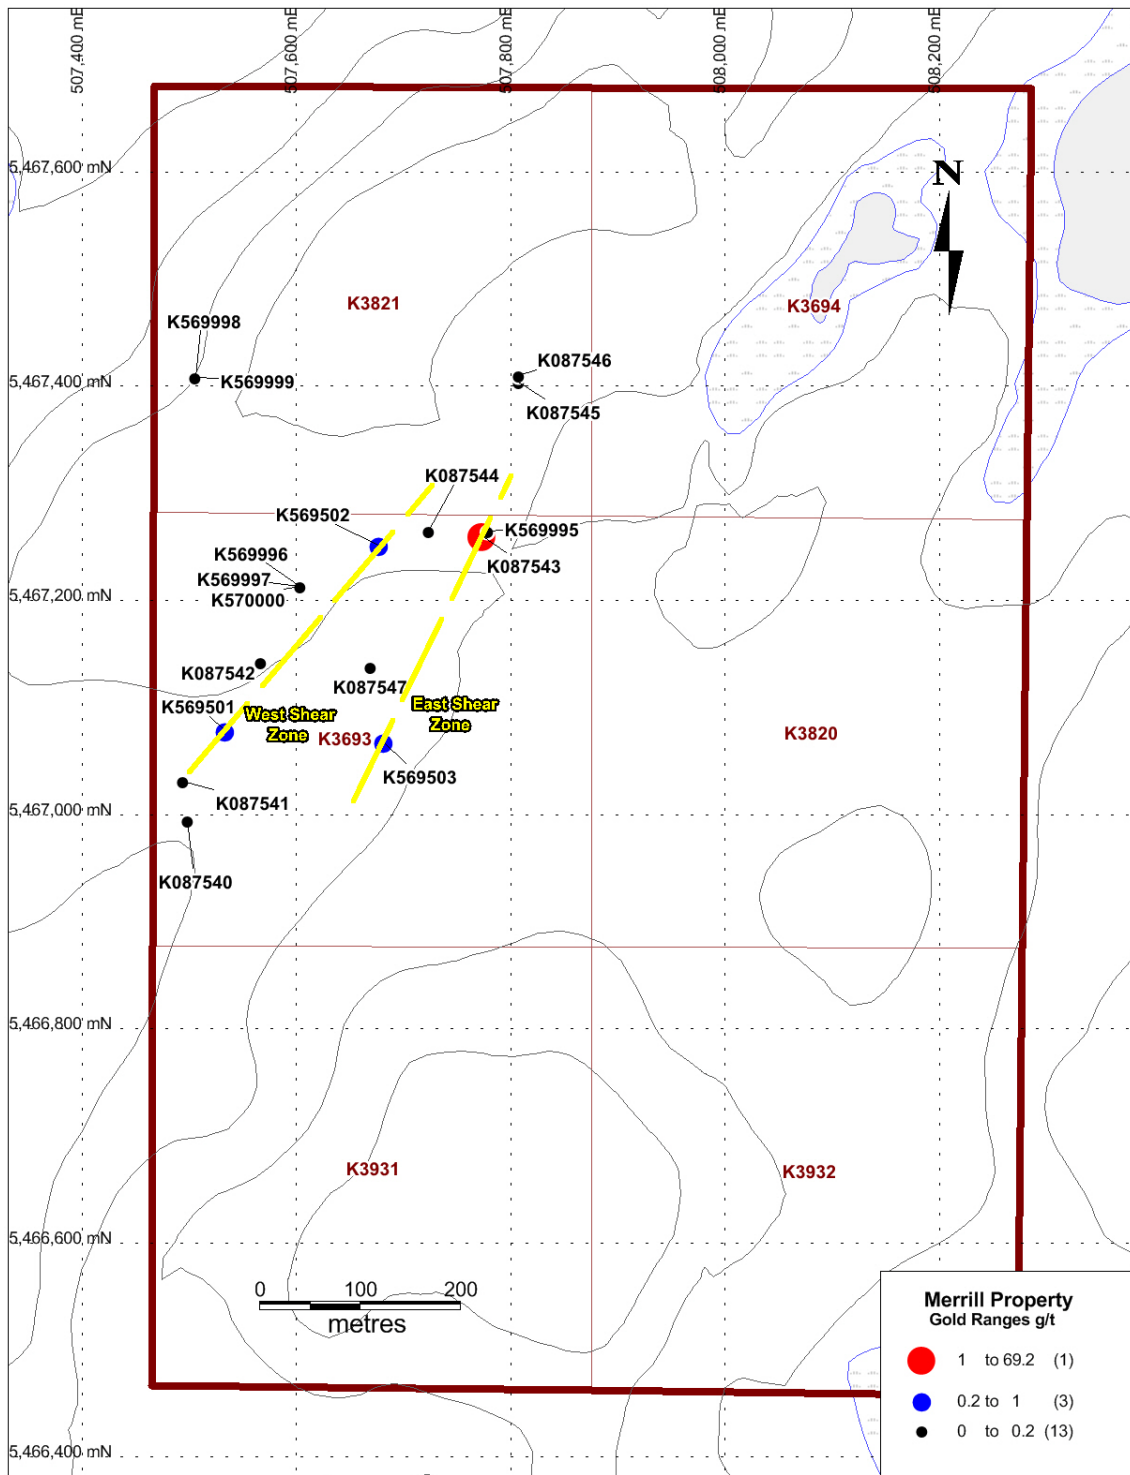 507,400 mE
507,600 mE
507,800 mE
508,000 mE
508,200 mE
5,467,600 mN
N
K3821
K3694
K569998
K569999
K087546
5,467,400 mN
K087545
K087544
K569502
K569995
K569996
K087543
K569997
K570000
5,467,200 mN
K087542
K087547
K569501
East Shear
Zone
West Shear
Zone
K3693
K3820
K569503
K087541
5,467,000 mN
K087540
5,466,800 mN
K3931
K3932
5,466,600 mN
0 100 200
metres
Merrill Property
Gold Ranges g/t
1 to 69.2 (1)
0.2 to 1 (3)
0 to 0.2 (13)
5,466,400 mN